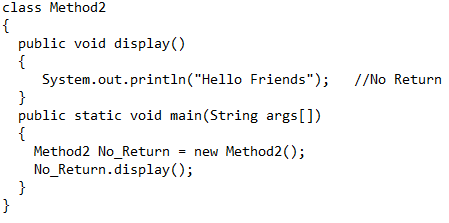 class Method2
{
  public void display()
  {
     System.out.println("Hello Friends");   //No Return
  }
  public static void main(String args[])
  {
    Method2 No_Return = new Method2();
    No_Return.display();
  }
}